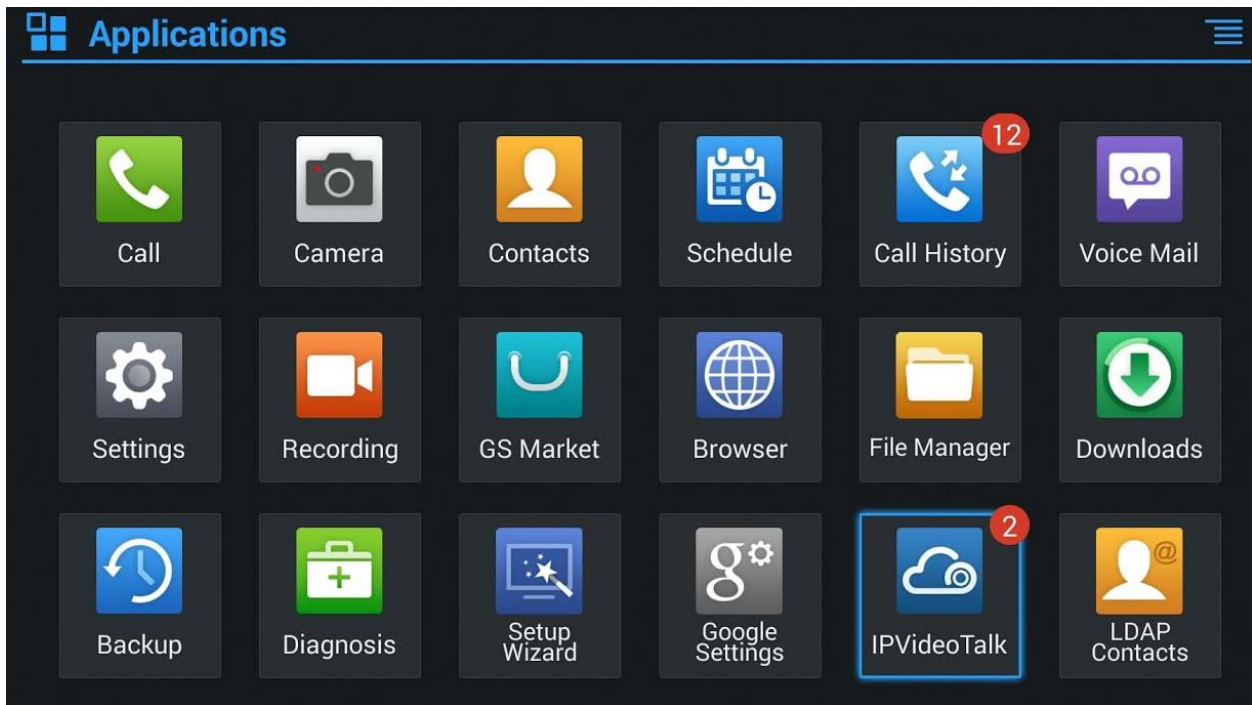 Applications
12
Call Camera Contacts Schedule Call History Voice Mail
Settings Recording GS Market Browser File Manager Downloads
2
Backup Diagnosis Setup Wizard Google Settings IPVideoTalk LDAP Contacts
g
@